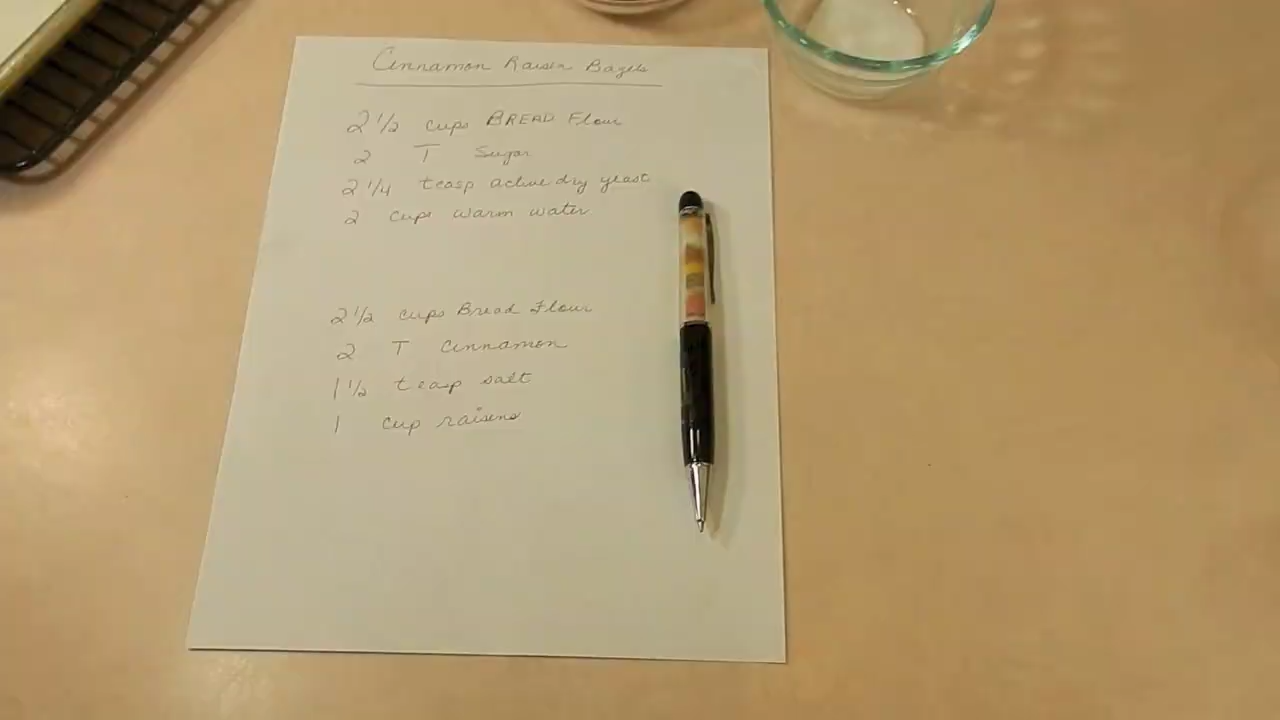 Cinnamon Raisin Bagels
2 1/2 cups BREAD Flour
2 T Sugar
2 1/4 teasp active dry yeast
2 cups warm water
2 1/2 cups Bread Flour
2 T Cinnamon
1 1/2 teasp salt
1 cup raisens